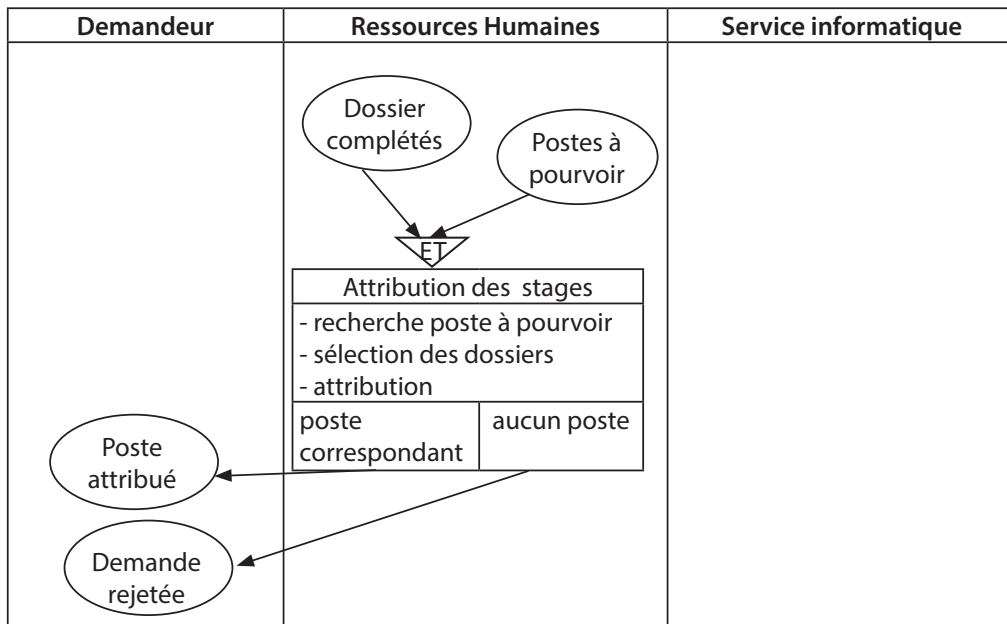 Demandeur
Ressources Humaines
Service informatique
Dossier
complétés
Postes à
pourvoir
ET
Attribution des stages
- recherche poste à pourvoir
- sélection des dossiers
- attribution
poste
correspondant
aucun poste
Poste
attribué
Demande
rejetée